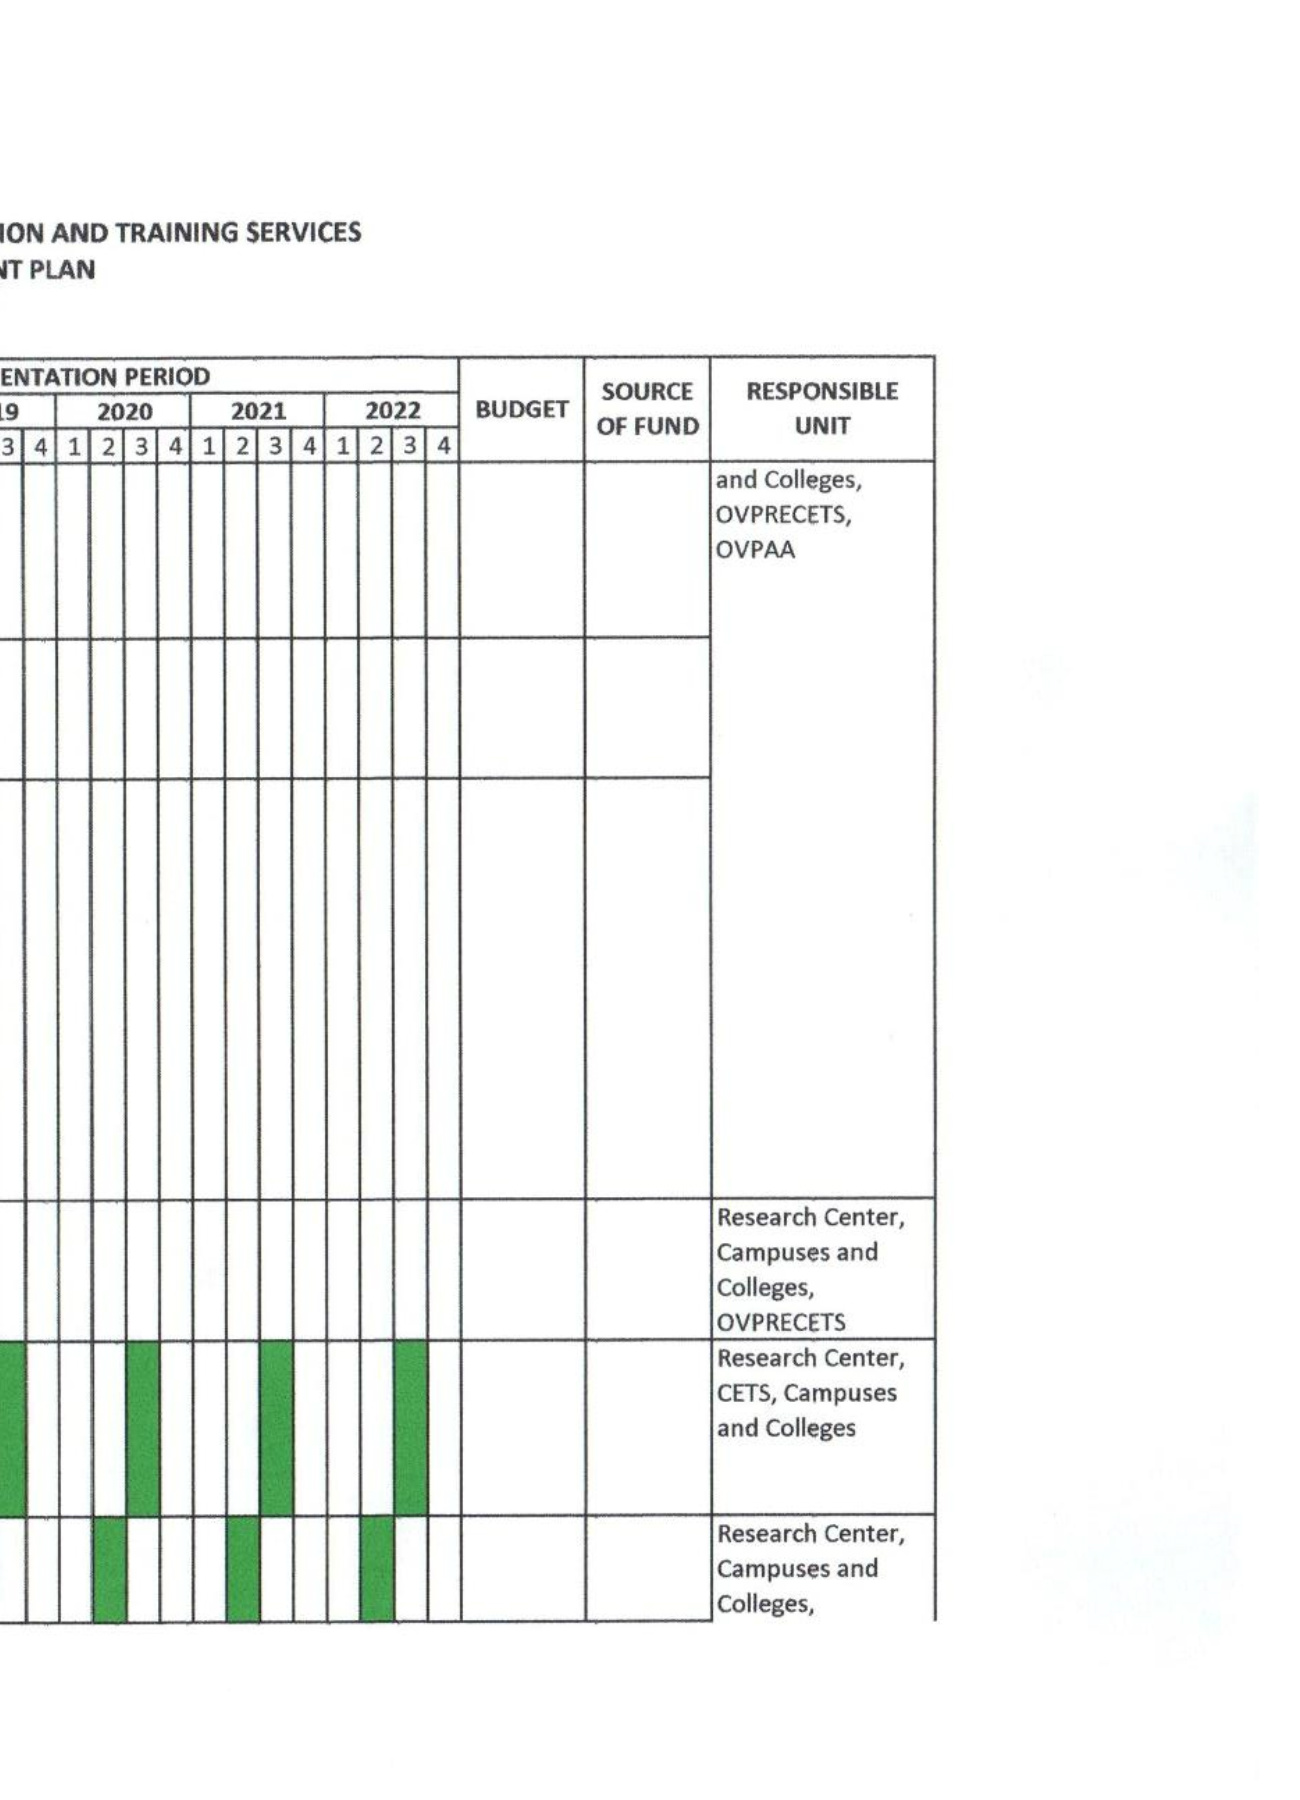 ION AND TRAINING SERVICES
NT PLAN
ENTATION PERIOD
BUDGET
SOURCE
OF FUND
RESPONSIBLE
UNIT
19 2020 2021 2022
3 4 1 2 3 4 1 2 3 4 1 2 3 4
and Colleges,
OVPRECETS,
OVPAA
Research Center,
Campuses and
Colleges,
OVPRECETS
Research Center,
CETS, Campuses
and Colleges
Research Center,
Campuses and
Colleges,